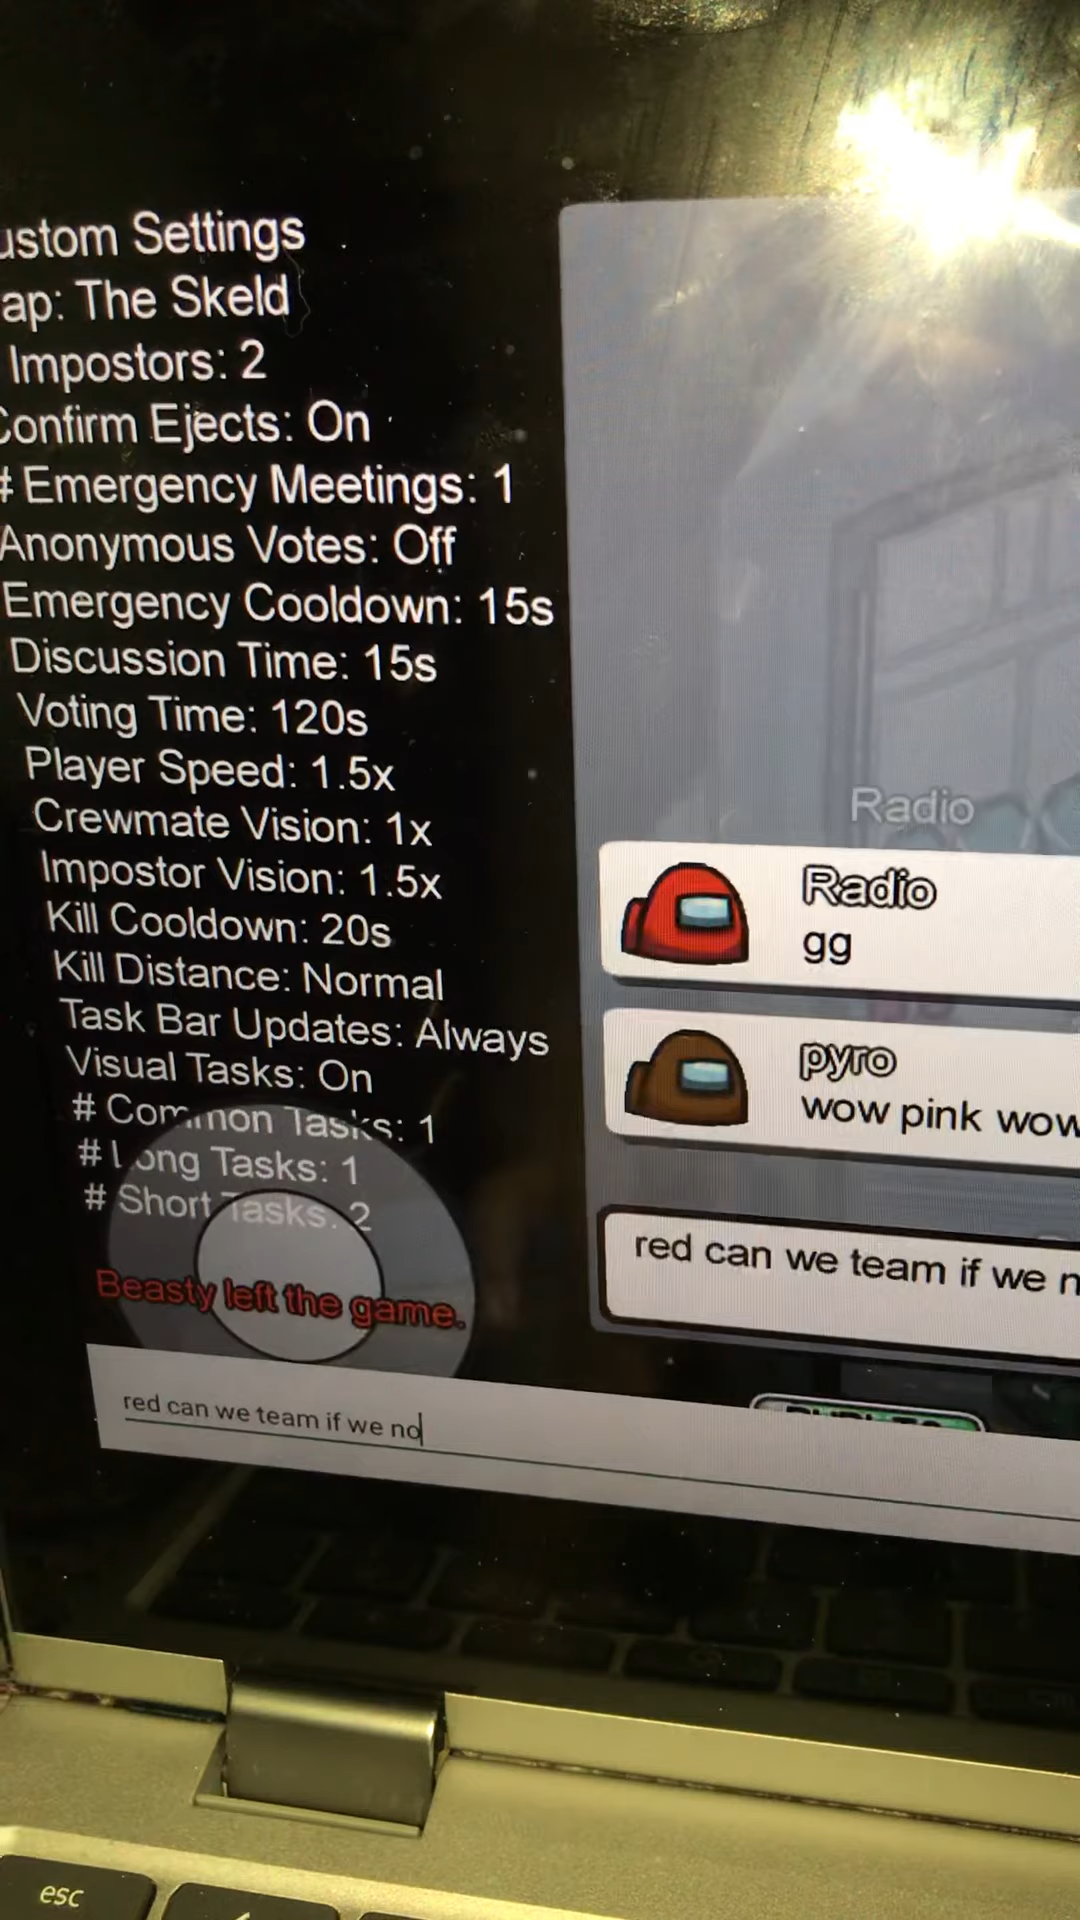 ustom Settings
ap: The Skeld
Impostors: 2
Confirm Ejects: On
# Emergency Meetings: 1
Anonymous Votes: Off
Emergency Cooldown: 15s
Discussion Time: 15s
Voting Time: 120s
Player Speed: 1.5x
Crewmate Vision: 1x
Impostor Vision: 1.5x
Kill Cooldown: 20s
Kill Distance: Normal
Task Bar Updates: Always
Visual Tasks: On
# Common Tasks: 1
# Long Tasks: 1
# Short Tasks: 2
Beasty left the game.
Radio
Radio
gg
pyro
wow pink wow
red can we team if we n
red can we team if we no
esc